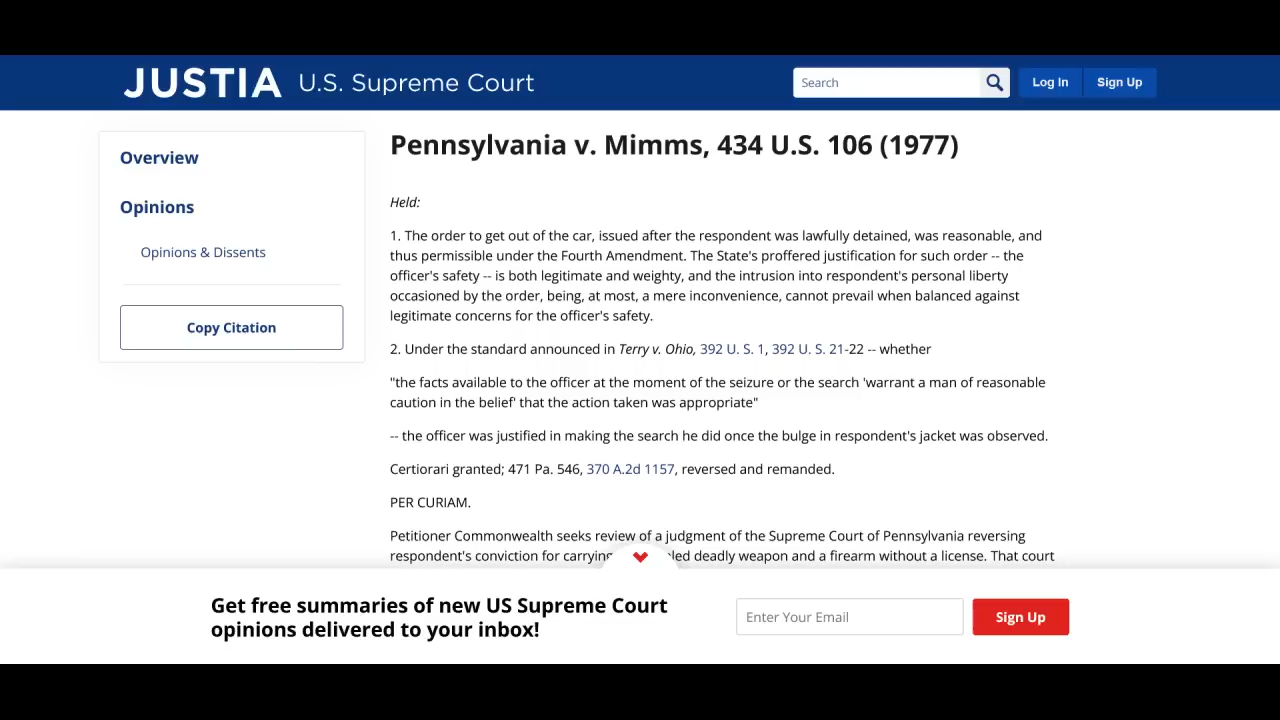 JUSTIA U.S. Supreme Court
Search
Log In
Sign Up
Overview
Opinions
Opinions & Dissents
Copy Citation
Pennsylvania v. Mimms, 434 U.S. 106 (1977)
Held:
1. The order to get out of the car, issued after the respondent was lawfully detained, was reasonable, and
thus permissible under the Fourth Amendment. The State's proffered justification for such order -- the
officer's safety -- is both legitimate and weighty, and the intrusion into respondent's personal liberty
occasioned by the order, being, at most, a mere inconvenience, cannot prevail when balanced against
legitimate concerns for the officer's safety.
2. Under the standard announced in Terry v. Ohio, 392 U. S. 1, 392 U. S. 21-22 -- whether
"the facts available to the officer at the moment of the seizure or the search 'warrant a man of reasonable
caution in the belief' that the action taken was appropriate"
-- the officer was justified in making the search he did once the bulge in respondent's jacket was observed.
Certiorari granted; 471 Pa. 546, 370 A.2d 1157, reversed and remanded.
PER CURIAM.
Petitioner Commonwealth seeks review of a judgment of the Supreme Court of Pennsylvania reversing
respondent's conviction for carrying led deadly weapon and a firearm without a license. That court
Get free summaries of new US Supreme Court
opinions delivered to your inbox!
Enter Your Email
Sign Up